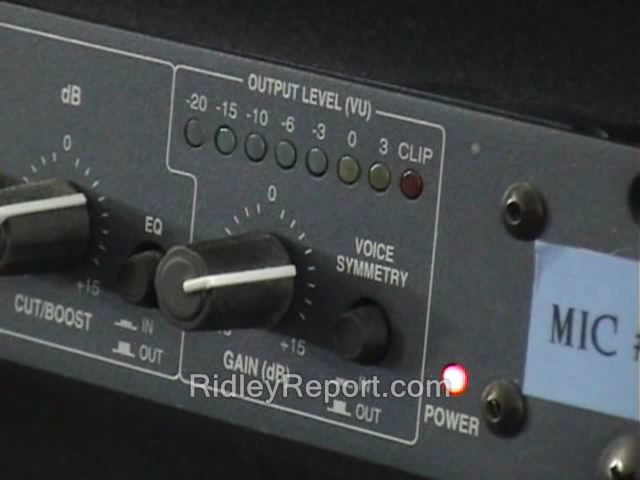 dB
OUTPUT LEVEL (VU)
-20 -15 -10 -6 -3 0 3 CLIP
0
0
EQ
VOICE
SYMMETRY
+15
CUT/BOOST
IN
OUT
+15
GAIN (dB)
OUT
POWER
MIC
RidleyReport.com